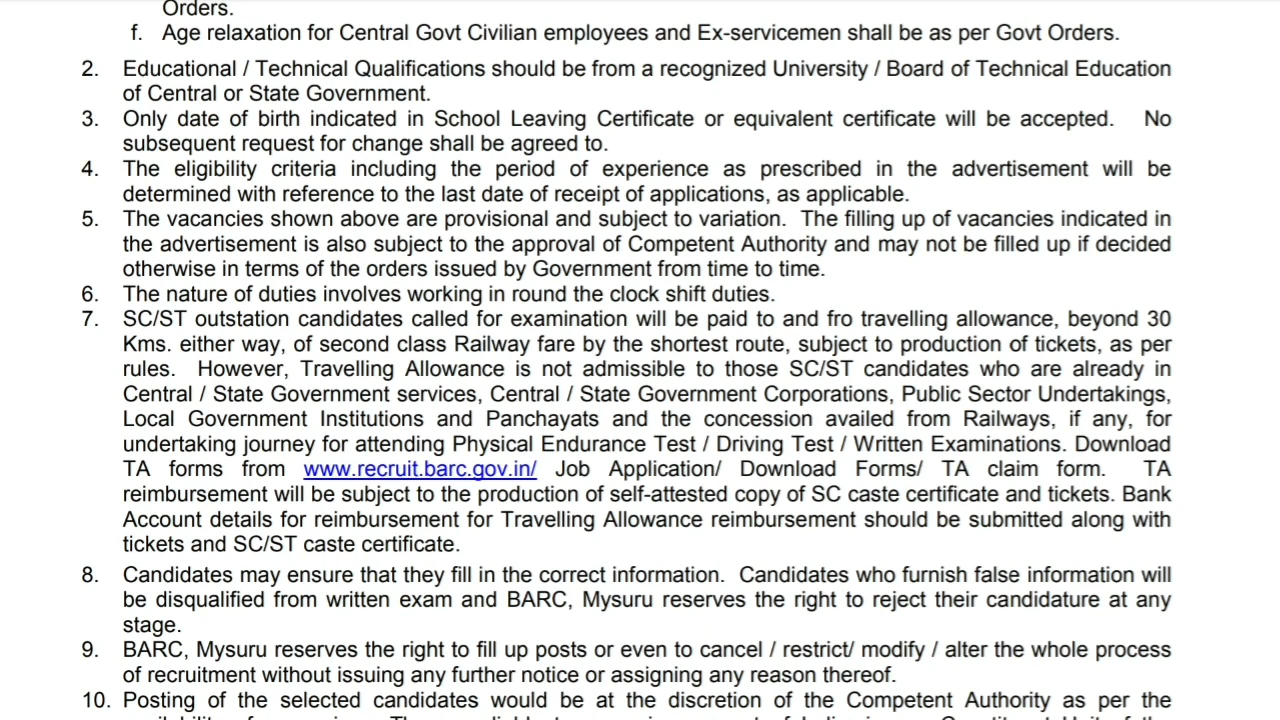 Orders.
f. Age relaxation for Central Govt Civilian employees and Ex-servicemen shall be as per Govt Orders.
2. Educational / Technical Qualifications should be from a recognized University / Board of Technical Education
of Central or State Government.
3. Only date of birth indicated in School Leaving Certificate or equivalent certificate will be accepted. No
subsequent request for change shall be agreed to.
4. The eligibility criteria including the period of experience as prescribed in the advertisement will be
determined with reference to the last date of receipt of applications, as applicable.
5. The vacancies shown above are provisional and subject to variation. The filling up of vacancies indicated in
the advertisement is also subject to the approval of Competent Authority and may not be filled up if decided
otherwise in terms of the orders issued by Government from time to time.
6. The nature of duties involves working in round the clock shift duties.
7. SC/ST outstation candidates called for examination will be paid to and fro travelling allowance, beyond 30
Kms. either way, of second class Railway fare by the shortest route, subject to production of tickets, as per
rules. However, Travelling Allowance is not admissible to those SC/ST candidates who are already in
Central / State Government services, Central / State Government Corporations, Public Sector Undertakings,
Local Government Institutions and Panchayats and the concession availed from Railways, if any, for
undertaking journey for attending Physical Endurance Test / Driving Test / Written Examinations. Download
TA forms from www.recruit.barc.gov.in/ Job Application/ Download Forms/ TA claim form. TA
reimbursement will be subject to the production of self-attested copy of SC caste certificate and tickets. Bank
Account details for reimbursement for Travelling Allowance reimbursement should be submitted along with
tickets and SC/ST caste certificate.
8. Candidates may ensure that they fill in the correct information. Candidates who furnish false information will
be disqualified from written exam and BARC, Mysuru reserves the right to reject their candidature at any
stage.
9. BARC, Mysuru reserves the right to fill up posts or even to cancel / restrict/ modify / alter the whole process
of recruitment without issuing any further notice or assigning any reason thereof.
10. Posting of the selected candidates would be at the discretion of the Competent Authority as per the